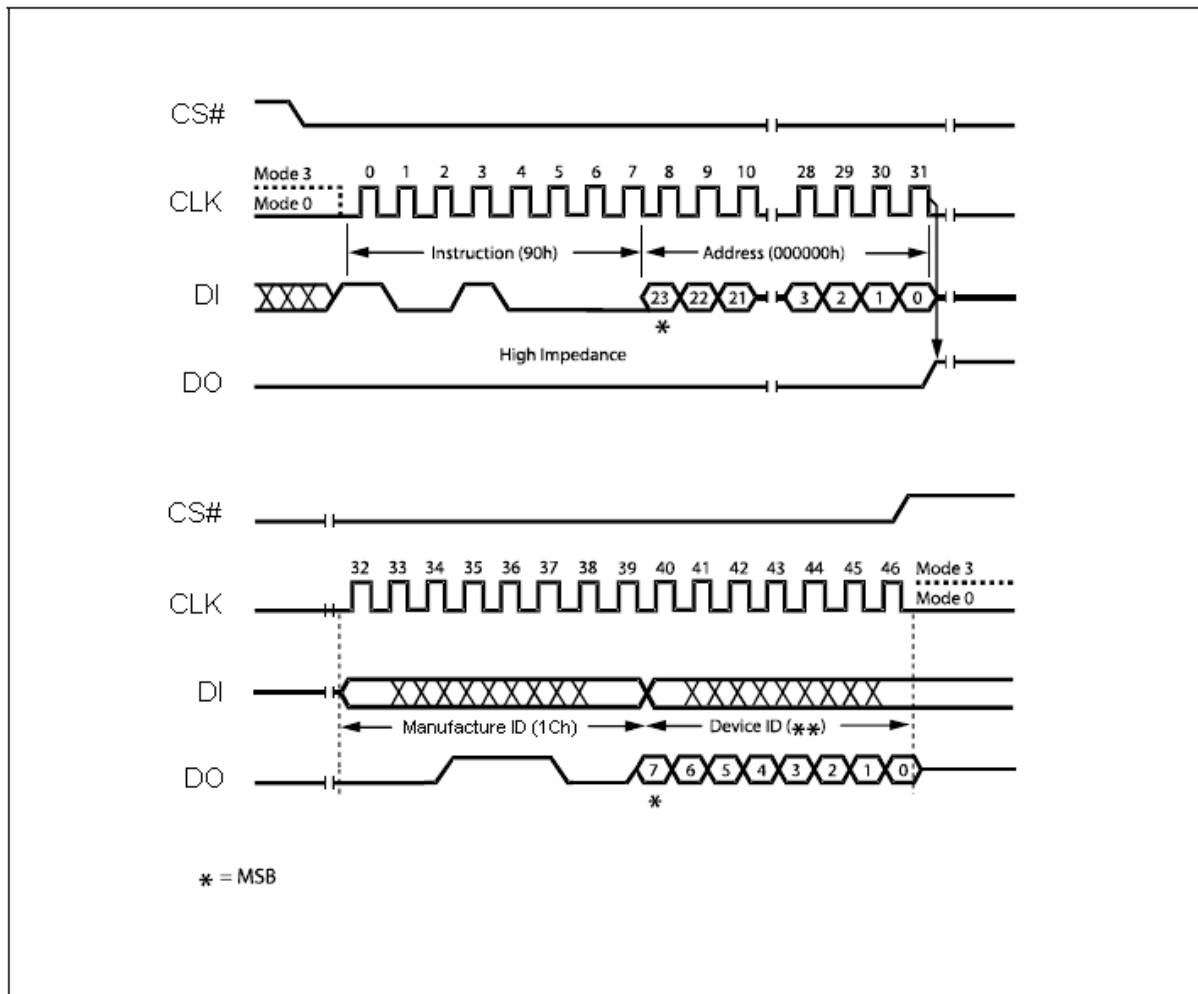 CS#
Mode 3
0 1 2 3 4 5 6 7 8 9 10 28 29 30 31
CLK
Mode 0
Instruction (90h) Address (000000h)
DI
23 22 21 3 2 1 0
*
High Impedance
DO
CS#
32 33 34 35 36 37 38 39 40 41 42 43 44 45 46
Mode 3
CLK
Mode 0
DI
Manufacture ID (1Ch) Device ID (**)
DO
7 6 5 4 3 2 1 0
*
* = MSB